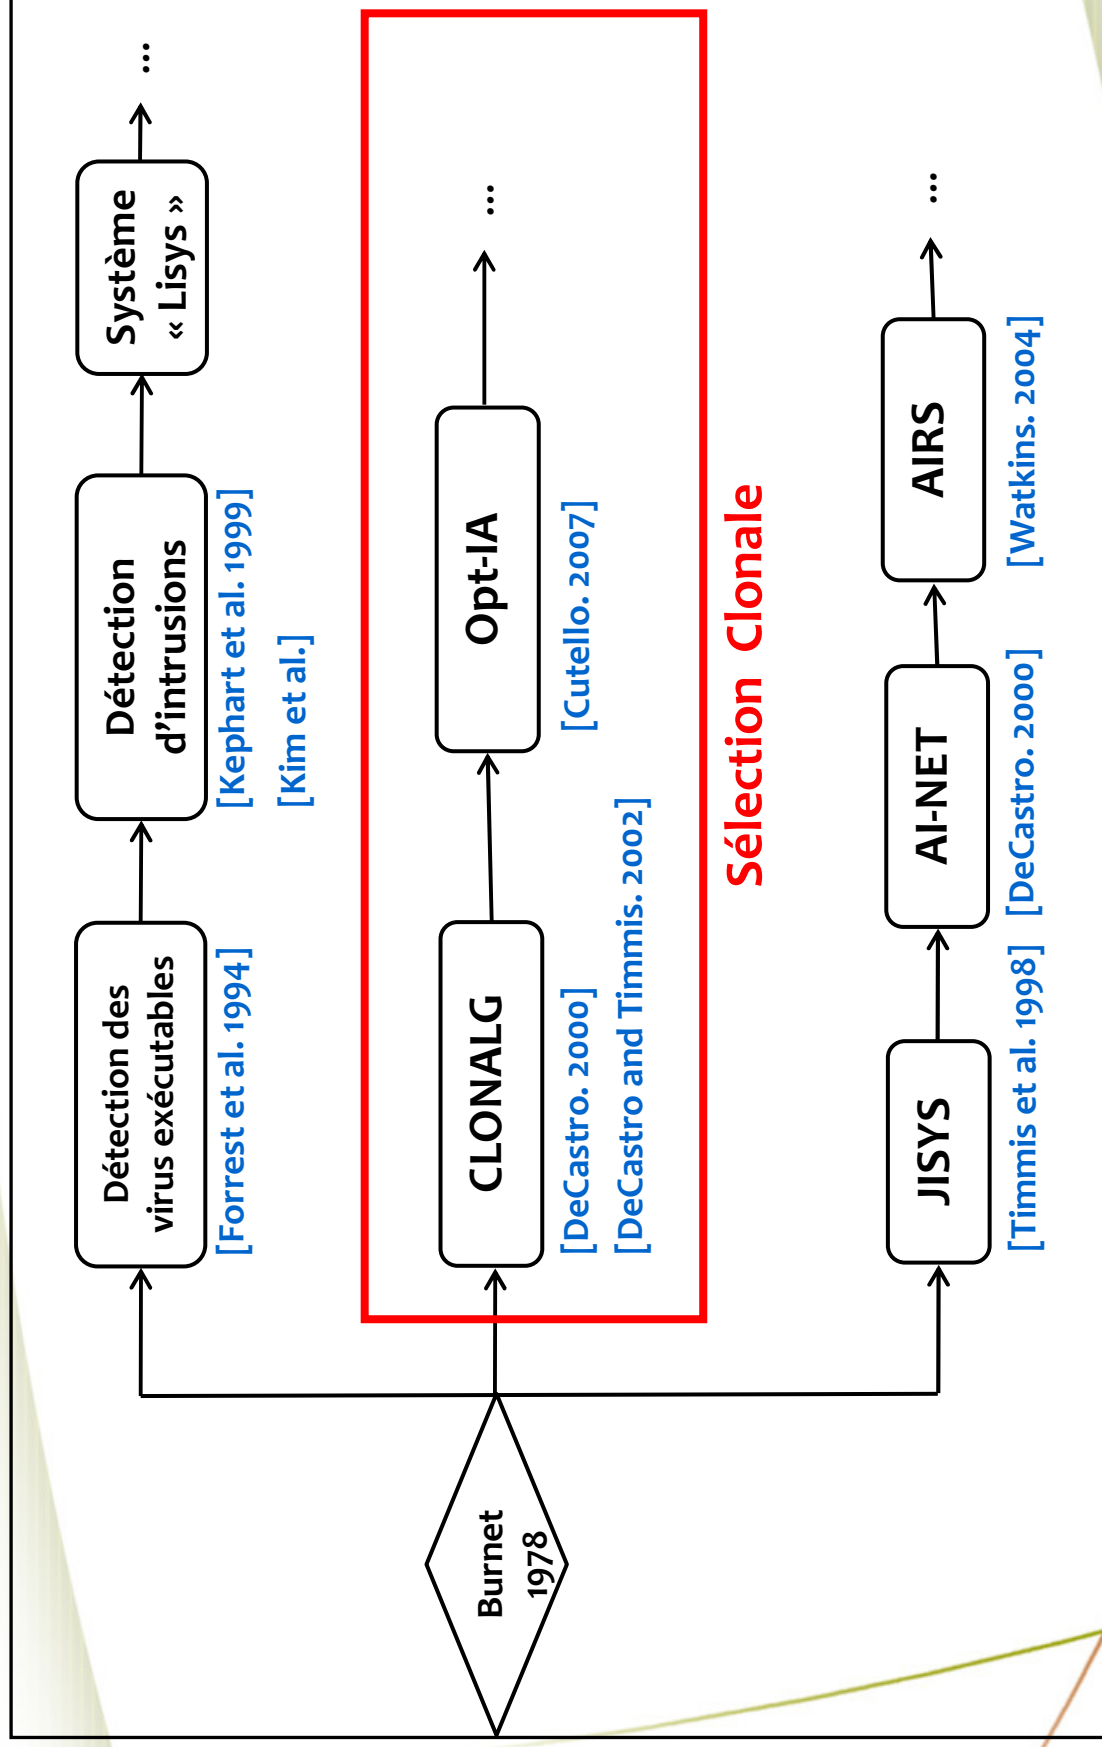 Burnet
1978
Détection des
virus exécutables
[Forrest et al. 1994]
Détection
d'intrusions
[Kephart et al. 1999]
[Kim et al.]
Système
« Lisys »
...
CLONALG
[DeCastro. 2000]
[DeCastro and Timmis. 2002]
Opt-IA
[Cutello. 2007]
...
Sélection Clonale
JISYS
[Timmis et al. 1998]
AI-NET
[DeCastro. 2000]
AIRS
[Watkins. 2004]
...